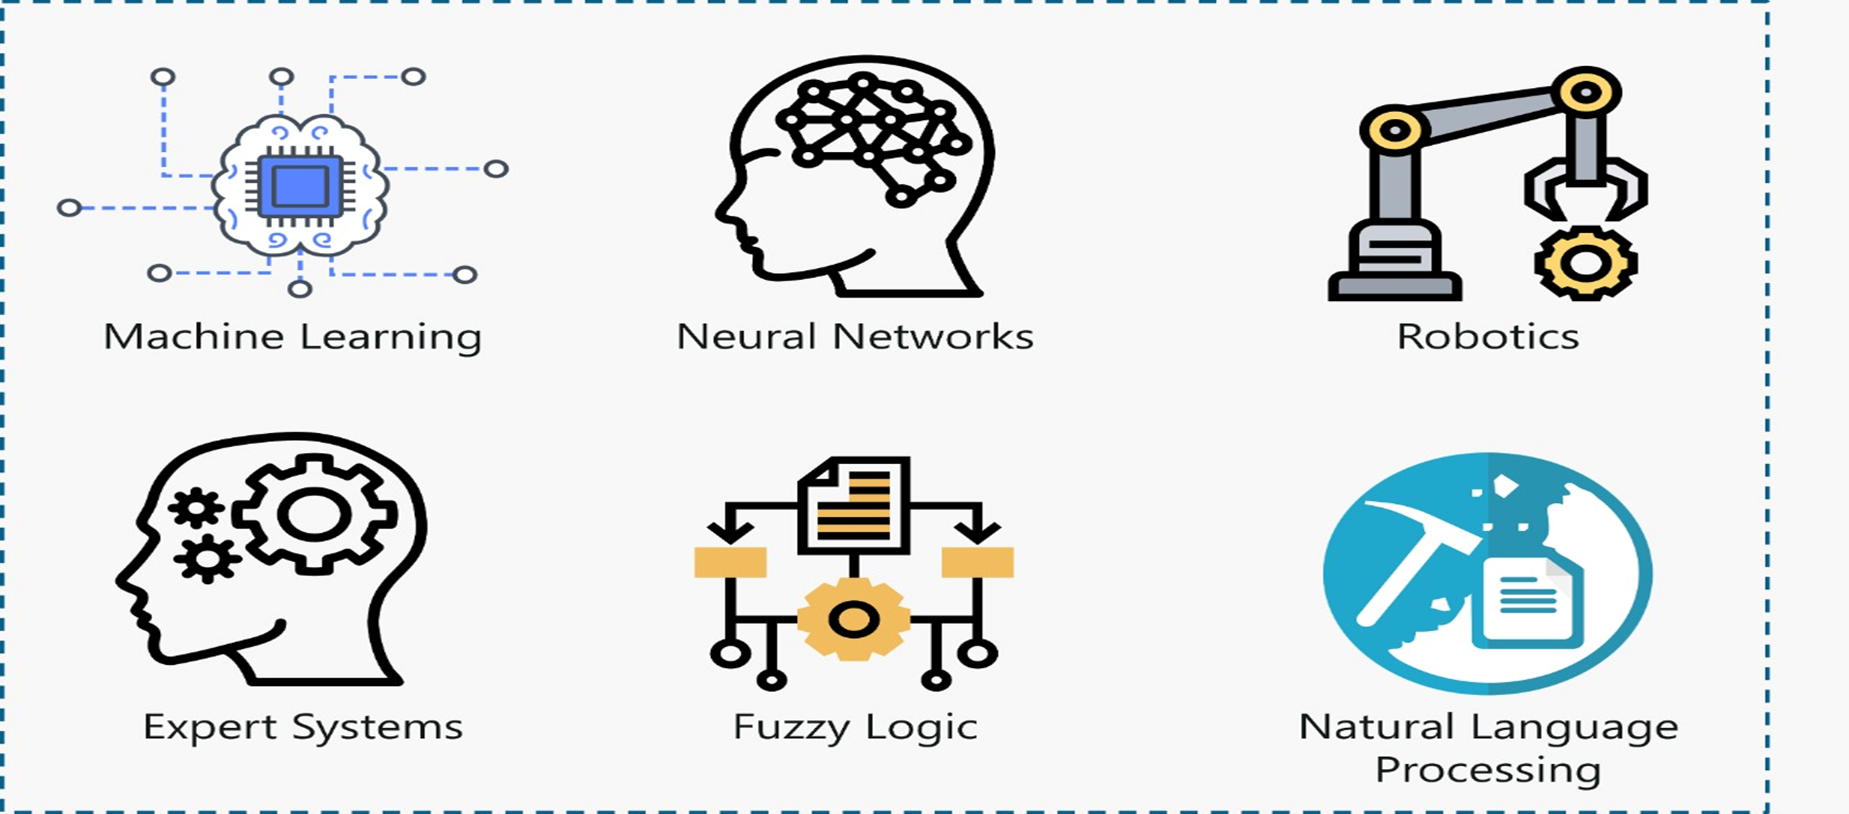 Machine Learning
Neural Networks
Robotics
Expert Systems
Fuzzy Logic
Natural Language
Processing